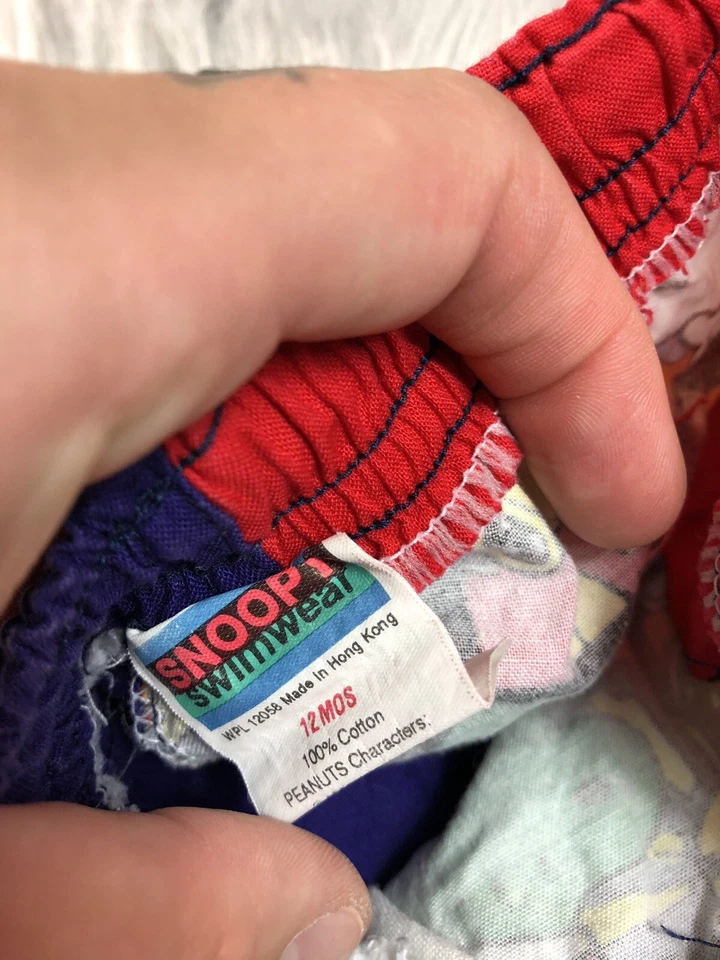 SNOOPY
swimwear
WPL 12058 Made in Hong Kong
12MOS
100% Cotton
PEANUTS Characters: